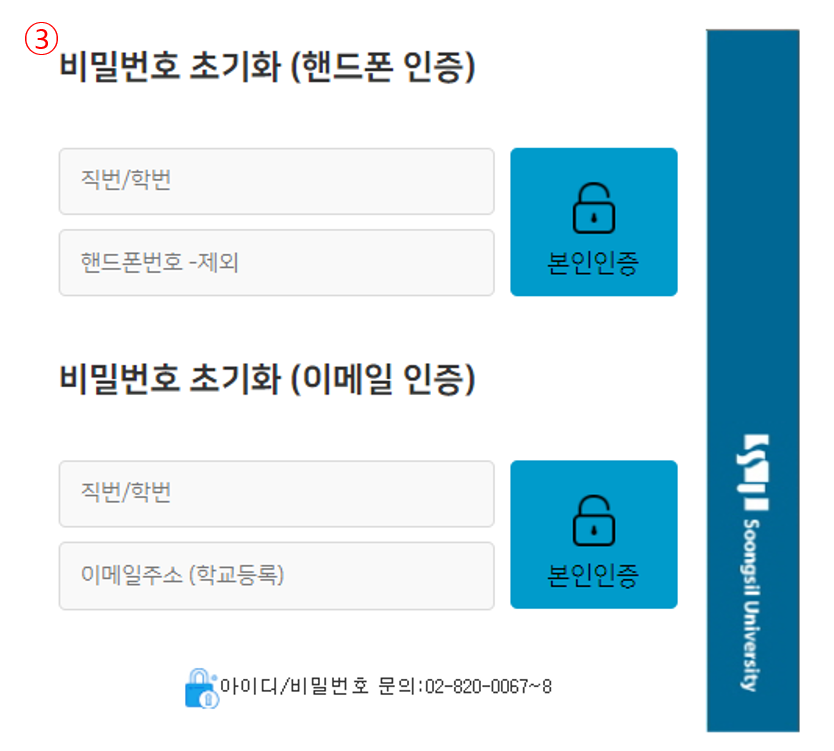 ③
비밀번호 초기화 (핸드폰 인증)
직번/학번
핸드폰번호 -제외
본인인증
비밀번호 초기화 (이메일 인증)
직번/학번
이메일주소 (학교등록)
본인인증
아이디/비밀번호 문의:02-820-0067~8
Soongsil University